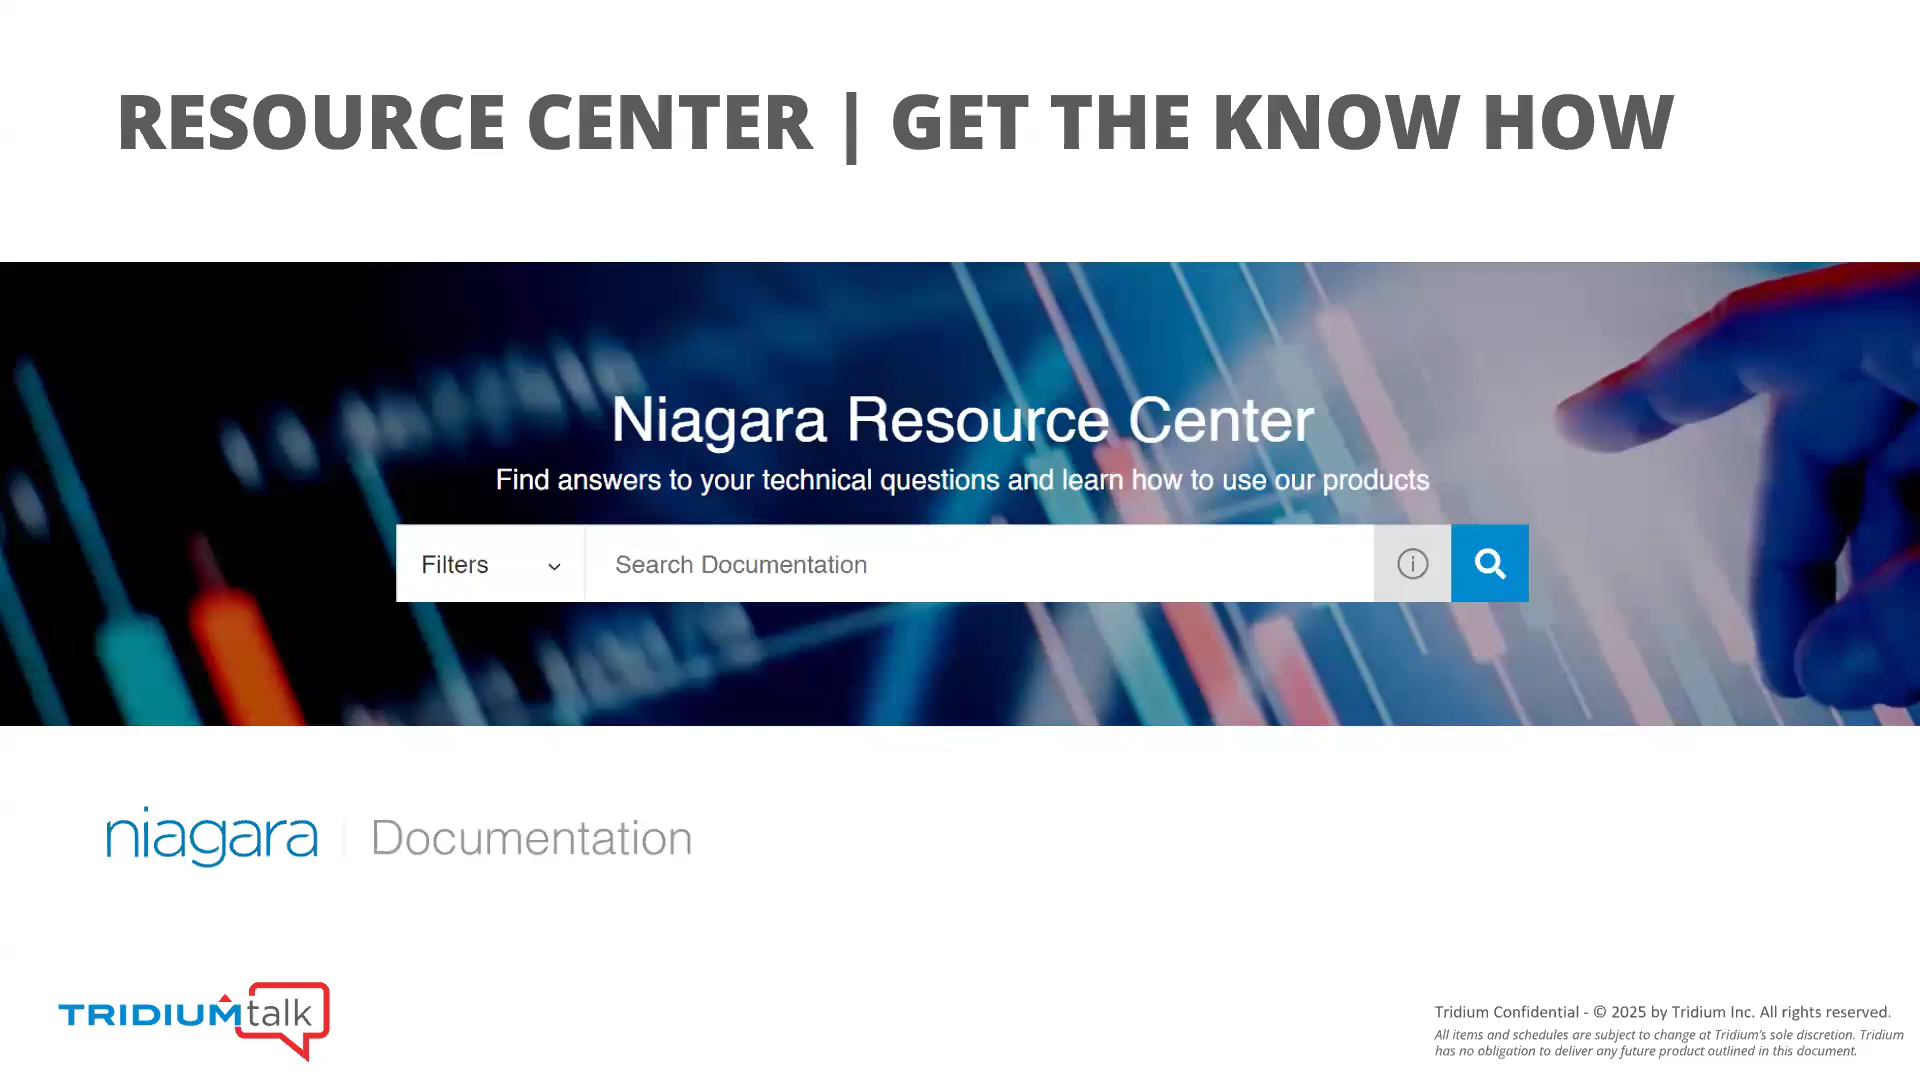 RESOURCE CENTER | GET THE KNOW HOW
Niagara Resource Center
Find answers to your technical questions and learn how to use our products
Filters
Search Documentation
niagara | Documentation
TRIDIUMtalk
Tridium Confidential - © 2025 by Tridium Inc. All rights reserved.
All items and schedules are subject to change at Tridium's sole discretion. Tridium
has no obligation to deliver any future product outlined in this document.